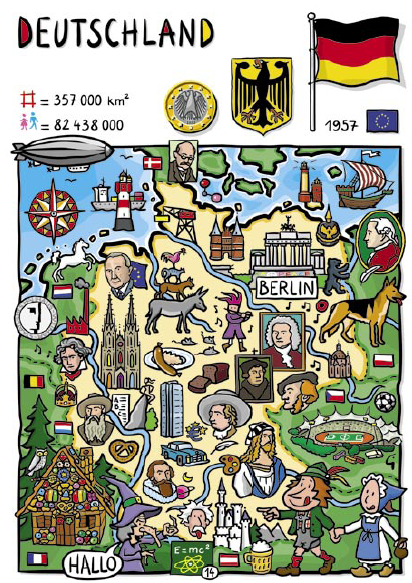 DEUTSCHLAND
= 357 000 km²
= 82 438 000
1957
BERLIN
A
B
HALLO
E=mc²
14